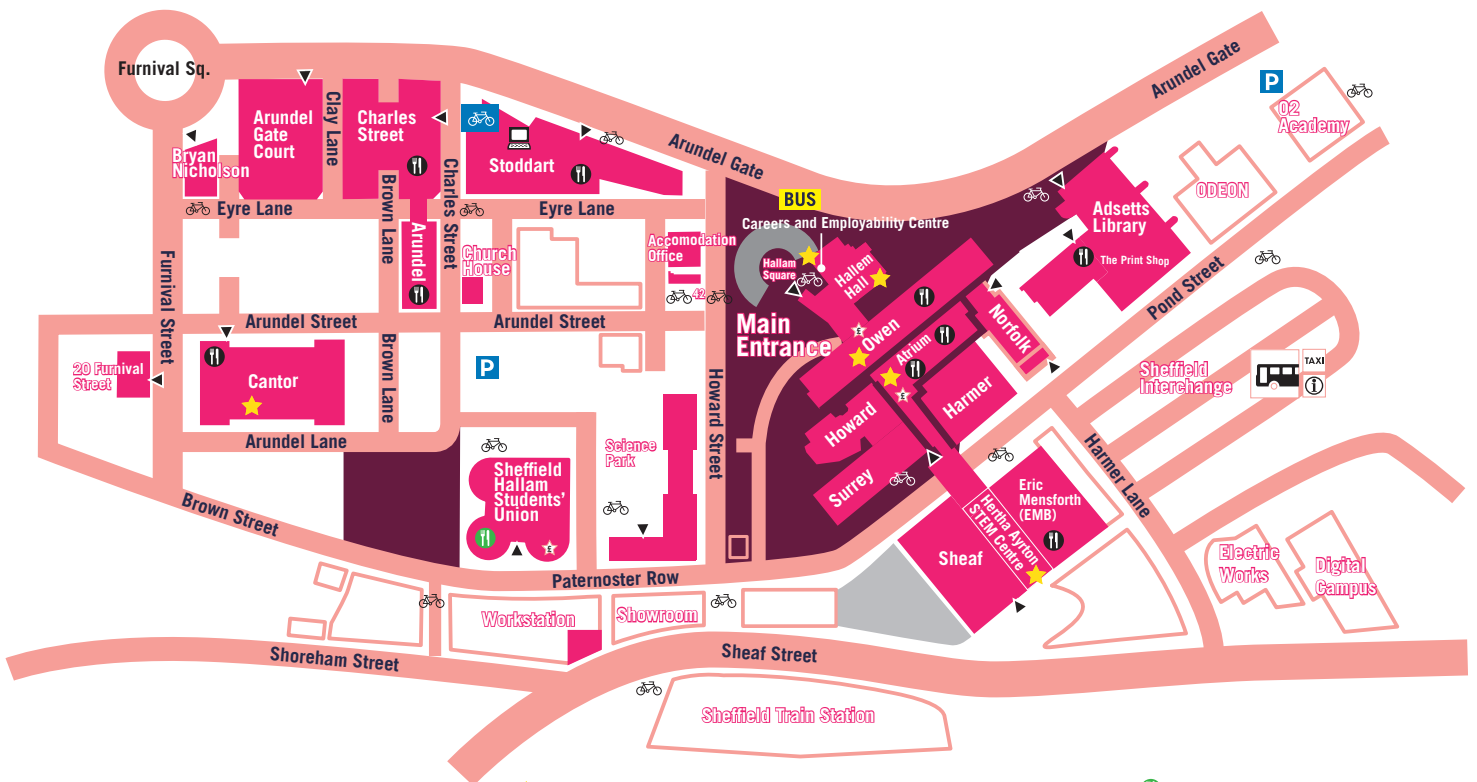 Furnival Sq.
Arundel Gate
Arundel
Gate
Court
Clay Lane
Charles
Street
Bryan
Nicholson
Stoddart
Arundel Gate
P
O2
Academy
ODEON
Adsetts
Library
The Print Shop
BUS
Careers and Employability Centre
Eyre Lane
Brown Lane
Charles Street
Eyre Lane
Arundel
Church
House
Accomodation
Office
42
Hallam
Square
Hallem
Hall
Main
Entrance
E
Owen
Atrium
E
Norfolk
Pond Street
Furnival Street
Arundel Street
Arundel Street
20 Furnival
Street
Cantor
Brown Lane
P
Howard Street
Howard
Harmer
Surrey
Sheffield
Interchange
TAXI
i
Harmer Lane
Arundel Lane
Brown Street
Sheffield
Hallam
Students'
Union
E
Science
Park
Eric
Mensforth
(EMB)
Hertha Ayrton
STEM Centre
Sheaf
Electric
Works
Digital
Campus
Paternoster Row
Workstation
Showroom
Shoreham Street
Sheaf Street
Sheffield Train Station